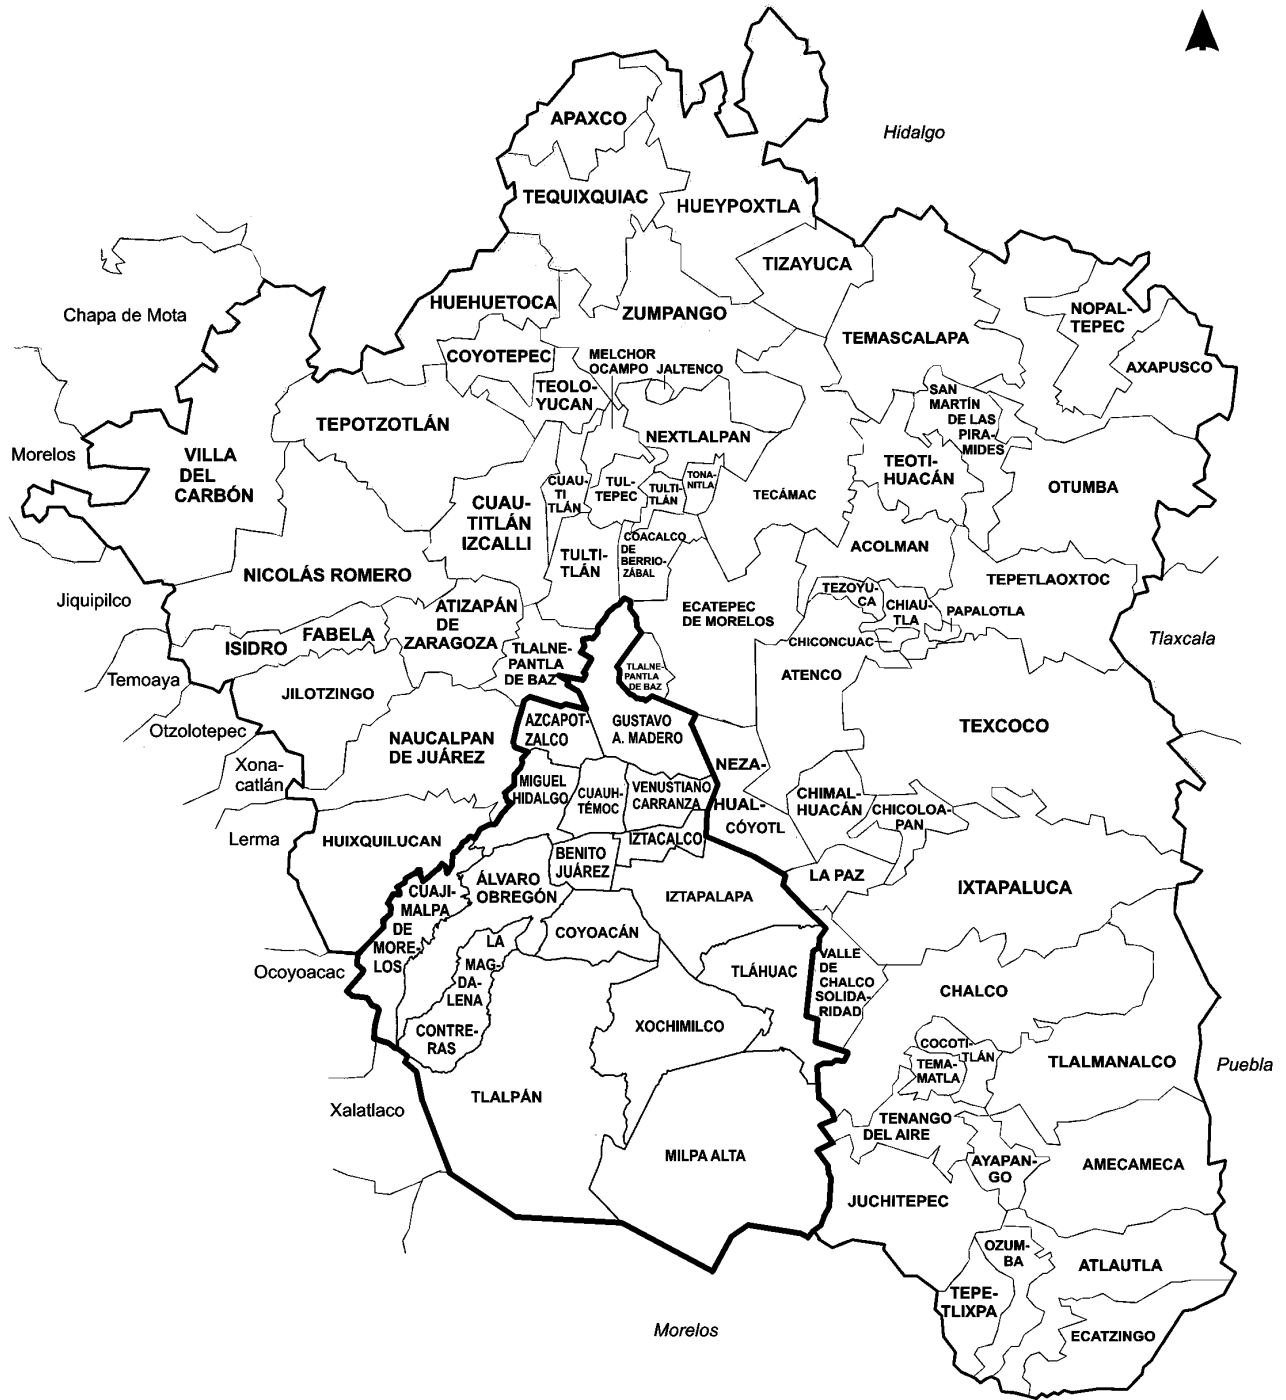 APAXCO
Hidalgo
TEQUIXQUIAC
HUEYPOXTLA
TIZAYUCA
HUEHUETOCA
ZUMPANGO
Chapa de Mota
NOPAL-
TEPEC
TEMASCALAPA
COYOTEPEC
MELCHOR
OCAMPO
JALTENCO
AXAPUSCO
TEOLO-
YUCAN
SAN
MARTÍN
DE LAS
PIRA-
MIDES
TEPOTZOTLÁN
NEXTLALPAN
Morelos
VILLA
DEL
CARBÓN
TEOTI-
HUACÁN
OTUMBA
CUAU-
TI
TLÁN
TUL-
TEPEC
TULTI-
TLÁN
TONA-
NITLA
TECÁMAC
CUAU-
TITLÁN
IZCALLI
COACALCO
DE
BERRIO-
ZÁBAL
TULTI-
TLÁN
ACOLMAN
NICOLÁS ROMERO
TEPETLAOXTOC
TEZOYU-
CA
CHIAU-
TLA
PAPALOTLA
Jiquipilco
ATIZAPÁN
DE
ZARAGOZA
ECATEPEC
DE MORELOS
ISIDRO
FABELA
CHICONCUAC
Tlaxcala
TLALNE-
PANTLA
DE BAZ
TLALNE-
PANTLA
DE BAZ
ATENCO
Temoaya
JILOTZINGO
Otzolotepec
AZCAPOT-
ZALCO
GUSTAVO
A. MADERO
TEXCOCO
NAUCALPAN
DE JUÁREZ
Xona-
catlán
NEZA-
HUAL-
CÓYOTL
MIGUEL
HIDALGO
CUAUH-
TÉMOC
VENUSTIANO
CARRANZA
CHIMAL-
HUACÁN
CHICOLOA-
PAN
Lerma
HUIXQUILUCAN
IZTACALCO
BENITO
JUÁREZ
LA PAZ
ÁLVARO
OBREGÓN
IXTAPALUCA
CUAJI-
MALPA
DE
MORE-
LOS
IZTAPALAPA
COYOACÁN
LA
MAG-
DA-
LENA
CONTRE-
RAS
TLÁHUAC
VALLE
DE
CHALCO
SOLIDA-
RIDAD
Ocoyoacac
CHALCO
XOCHIMILCO
COCOTI-
TLÁN
TEMA-
MATLA
TLALMANALCO
Puebla
TLALPÁN
Xalatlaco
TENANGO
DEL AIRE
MILPA ALTA
AYAPAN-
GO
AMECAMECA
JUCHITEPEC
OZUM-
BA
ATLAUTLA
TEPE-
TLIXPA
Morelos
ECATZINGO